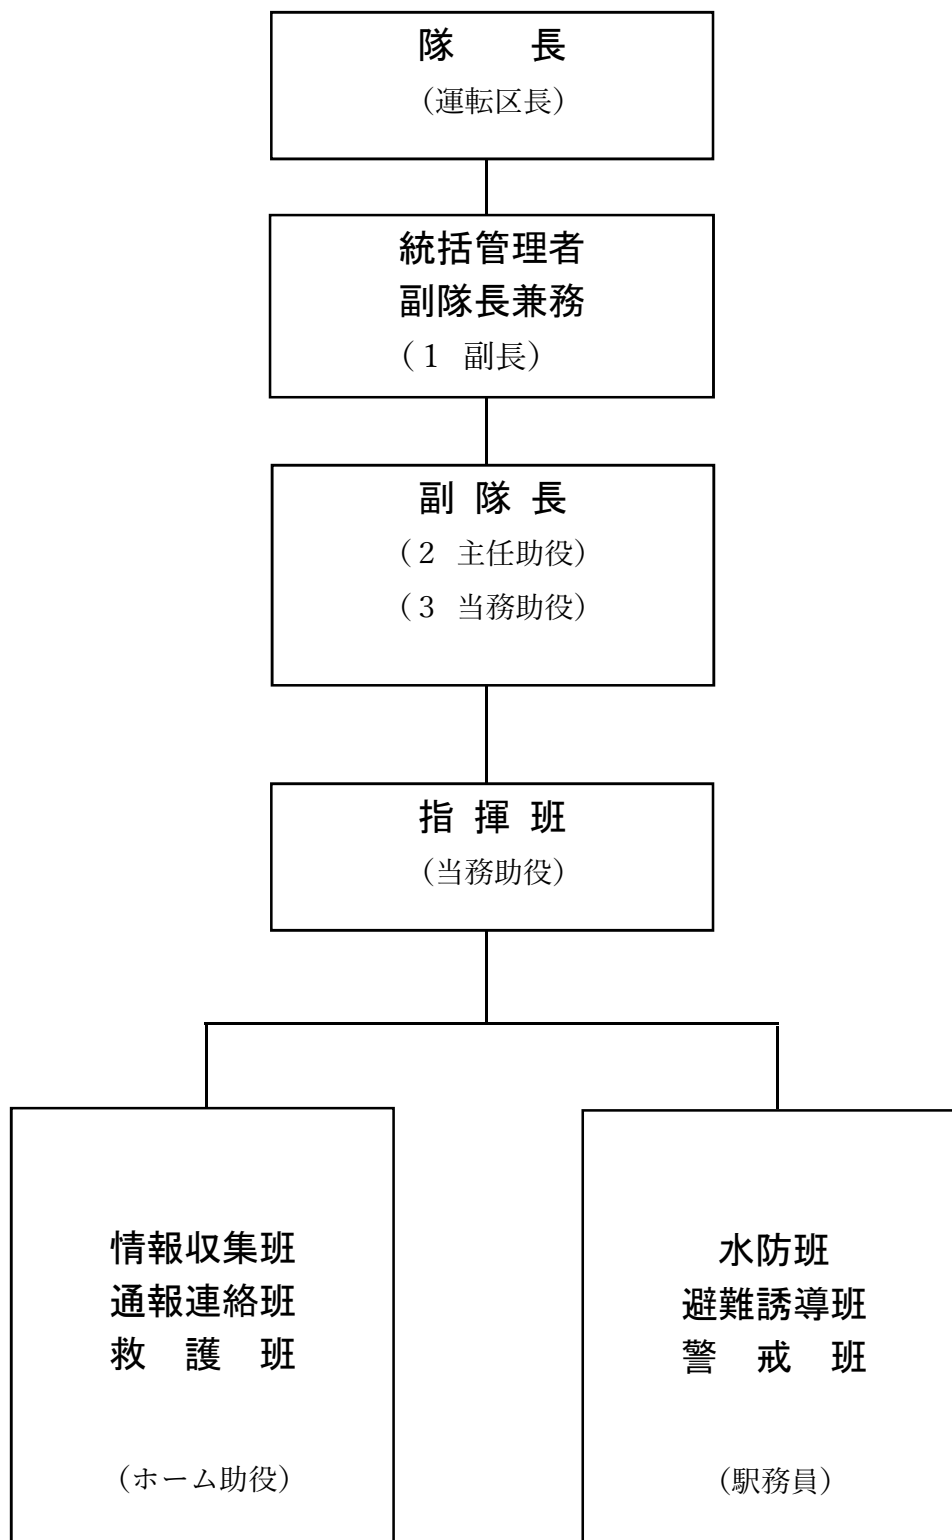 隊　　長
（運転区長）
統括管理者
副隊長兼務
（１ 副長）
副 隊 長
（２ 主任助役）
（３ 当務助役）
指 揮 班
（当務助役）
情報収集班
通報連絡班
救　護　班
（ホーム助役）
水防班
避難誘導班
警　戒　班
（駅務員）